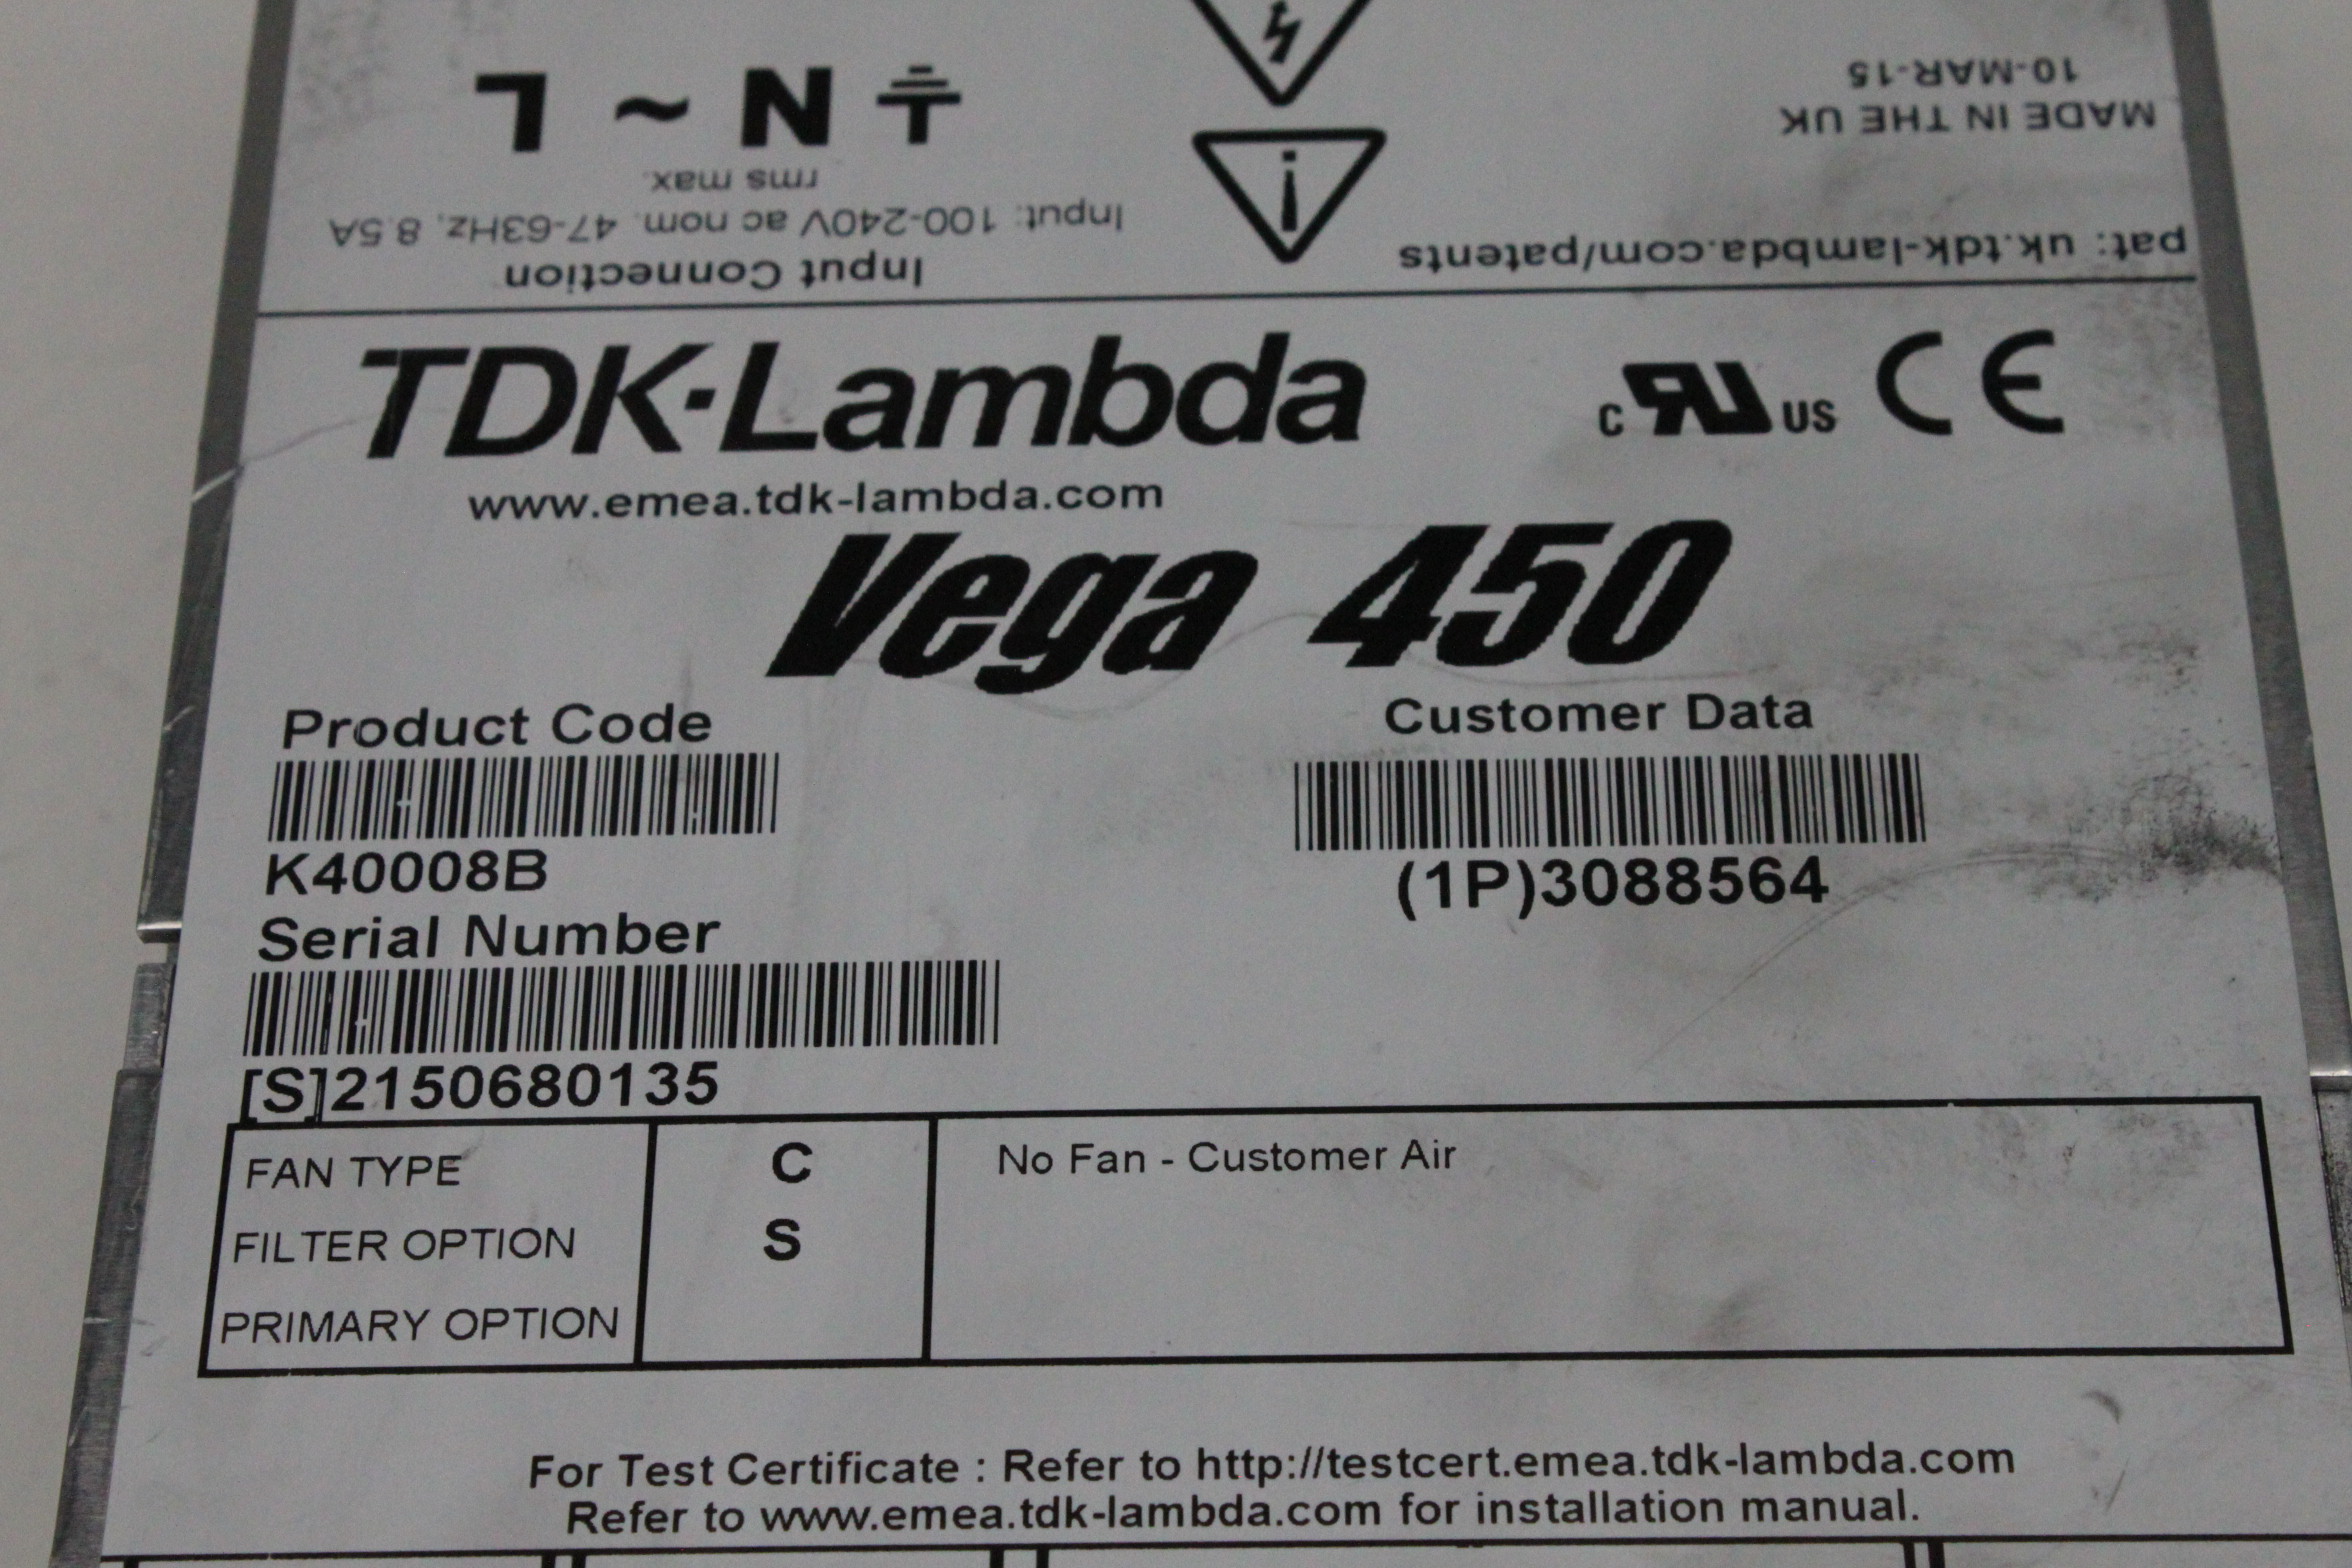 10-MAR-15
MADE IN THE UK
pat: uk.tdk-lambda.com/patents
L ~ N
Input Connection
Input: 100-240V ac nom. 47-63Hz, 8.5A
rms max.
TDK·Lambda
c RU US CE
www.emea.tdk-lambda.com
Vega 450
Product Code
K40008B
Customer Data
(1P)3088564
Serial Number
[S]2150680135
FAN TYPE C No Fan - Customer Air
FILTER OPTION S
PRIMARY OPTION
For Test Certificate : Refer to http://testcert.emea.tdk-lambda.com
Refer to www.emea.tdk-lambda.com for installation manual.